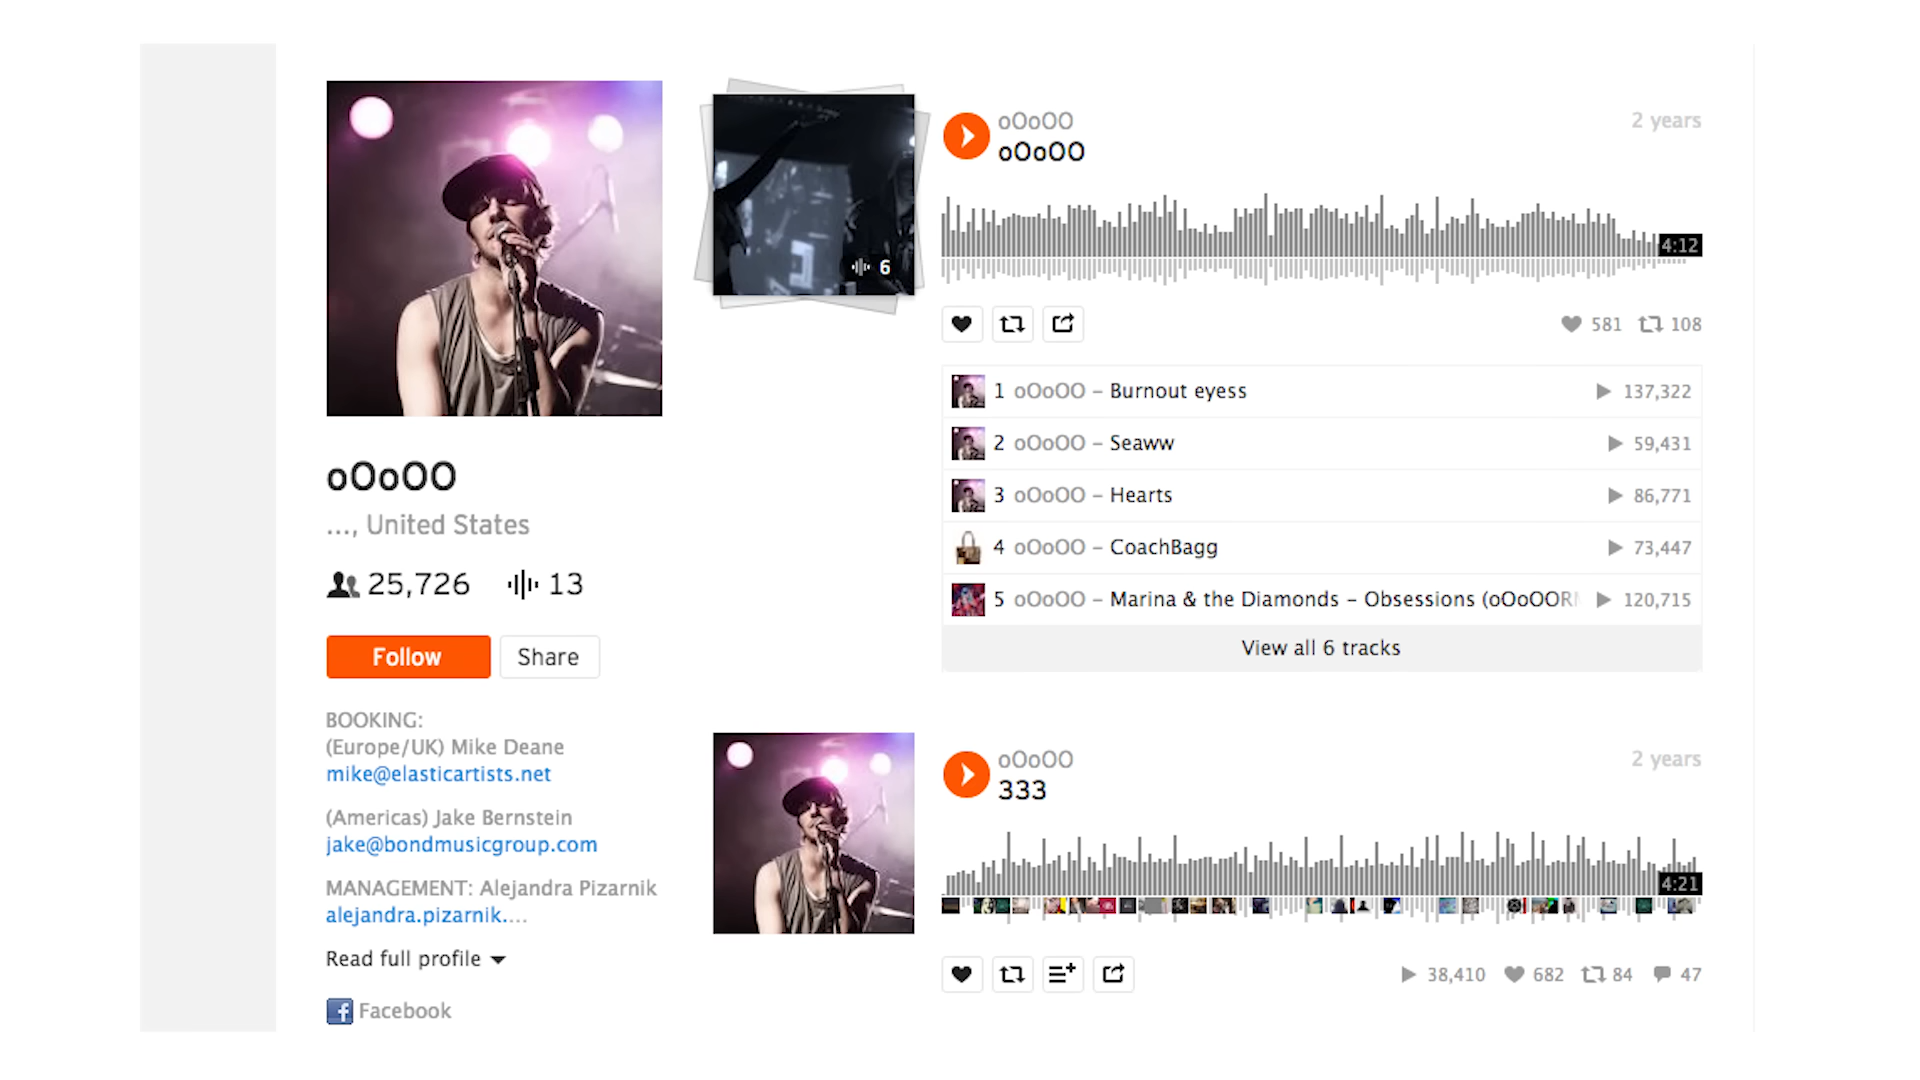 oOoOO
..., United States
25,726 13
Follow Share
BOOKING:
(Europe/UK) Mike Deane
mike@elasticartists.net
(Americas) Jake Bernstein
jake@bondmusicgroup.com
MANAGEMENT: Alejandra Pizarnik
alejandra.pizarnik....
Read full profile
Facebook
6
oOoOO 2 years
oOoOO
4:12
581 108
1 oOoOO – Burnout eyess 137,322
2 oOoOO – Seaww 59,431
3 oOoOO – Hearts 86,771
4 oOoOO – CoachBagg 73,447
5 oOoOO – Marina & the Diamonds – Obsessions (oOoOORM 120,715
View all 6 tracks
oOoOO 2 years
333
4:21
38,410 682 84 47